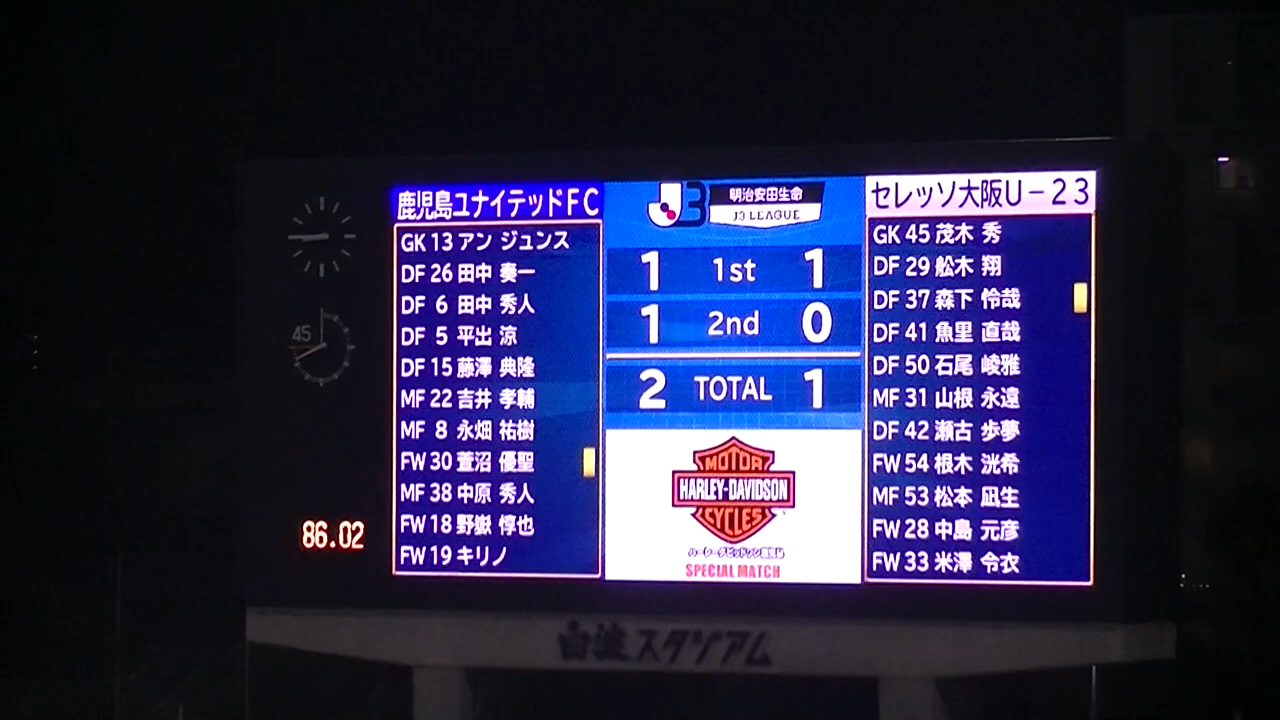 鹿児島ユナイテッドFC
GK 13 アン ジュンス
DF 26 田中 奏一
DF 6 田中 秀人
DF 5 平出 涼
DF 15 藤澤 典隆
MF 22 吉井 孝輔
MF 8 永畑 祐樹
FW 30 萱沼 優聖
MF 38 中原 秀人
FW 18 野嶽 惇也
FW 19 キリノ
J3
明治安田生命
J3 LEAGUE
1 1st 1
1 2nd 0
2 TOTAL 1
MOTOR
HARLEY-DAVIDSON
CYCLES
SPECIAL MATCH
セレッソ大阪U-23
GK 45 茂木 秀
DF 29 舩木 翔
DF 37 森下 怜哉
DF 41 魚里 直哉
DF 50 石尾 崚雅
MF 31 山根 永遠
DF 42 瀬古 歩夢
FW 54 根木 洸希
MF 53 松本 凪生
FW 28 中島 元彦
FW 33 米澤 令衣
45
86.02
白波スタジアム